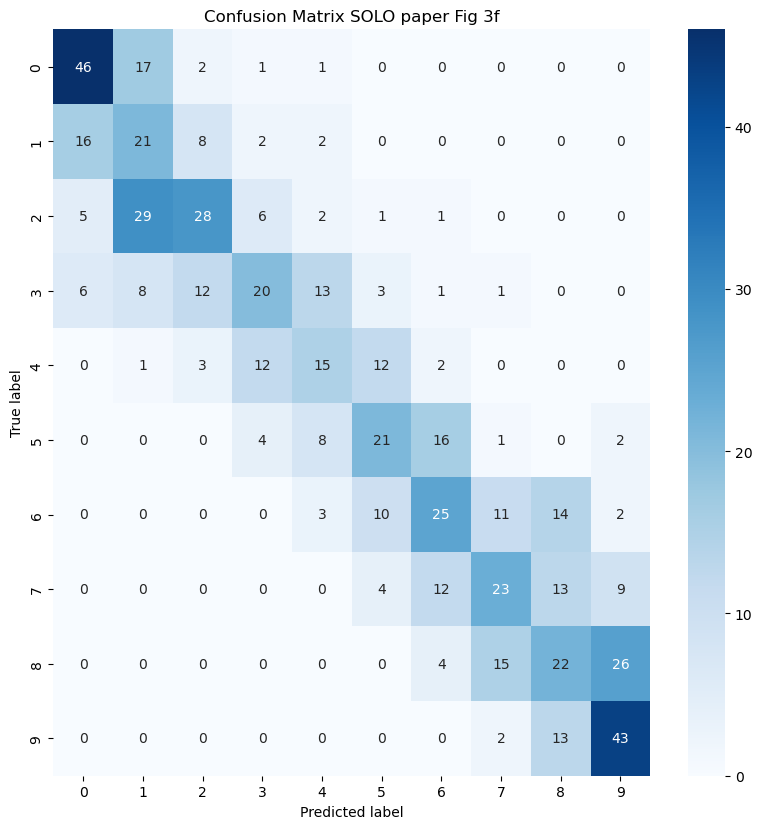 Confusion Matrix SOLO paper Fig 3f
0 46 17 2 1 1 0 0 0 0 0
1 16 21 8 2 2 0 0 0 0 0
2 5 29 28 6 2 1 1 0 0 0
3 6 8 12 20 13 3 1 1 0 0
4 0 1 3 12 15 12 2 0 0 0
5 0 0 0 4 8 21 16 1 0 2
6 0 0 0 0 3 10 25 11 14 2
7 0 0 0 0 0 4 12 23 13 9
8 0 0 0 0 0 0 4 15 22 26
9 0 0 0 0 0 0 0 2 13 43
0 1 2 3 4 5 6 7 8 9
Predicted label
True label
40
30
20
10
0